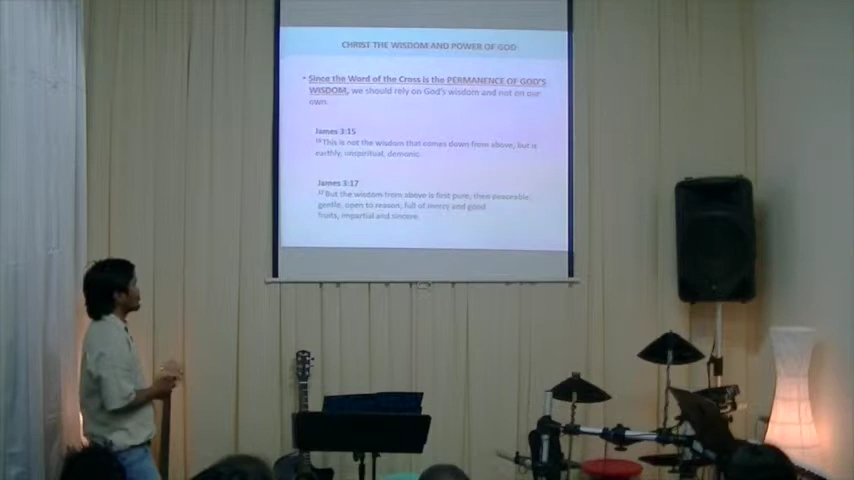 CHRIST THE WISDOM AND POWER OF GOD
• Since the Word of the Cross is the PERMANENCE OF GOD'S
WISDOM, we should rely on God's wisdom and not on our
own.
James 3:15
15 This is not the wisdom that comes down from above, but is
earthly, unspiritual, demonic.
James 3:17
17 But the wisdom from above is first pure, then peaceable,
gentle, open to reason, full of mercy and good
fruits, impartial and sincere.